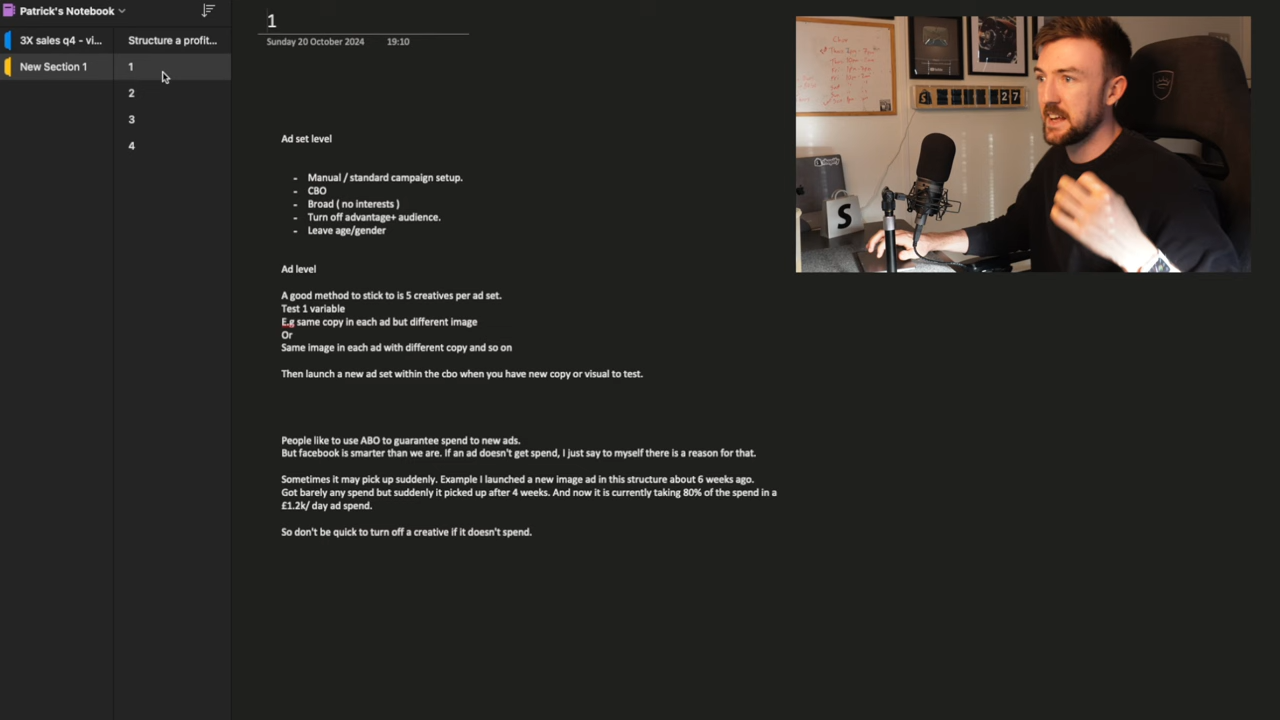 Patrick's Notebook
3X sales q4 - vi...
New Section 1
Structure a profit...
1
2
3
4
1
Sunday 20 October 2024 19:10
Ad set level
- Manual / standard campaign setup.
- CBO
- Broad ( no interests )
- Turn off advantage+ audience.
- Leave age/gender
Ad level
A good method to stick to is 5 creatives per ad set.
Test 1 variable
E.g same copy in each ad but different image
Or
Same image in each ad with different copy and so on
Then launch a new ad set within the cbo when you have new copy or visual to test.
People like to use ABO to guarantee spend to new ads.
But facebook is smarter than we are. If an ad doesn't get spend, I just say to myself there is a reason for that.
Sometimes it may pick up suddenly. Example I launched a new image ad in this structure about 6 weeks ago.
Got barely any spend but suddenly it picked up after 4 weeks. And now it is currently taking 80% of the spend in a
£1.2k/ day ad spend.
So don't be quick to turn off a creative if it doesn't spend.
shopify
S